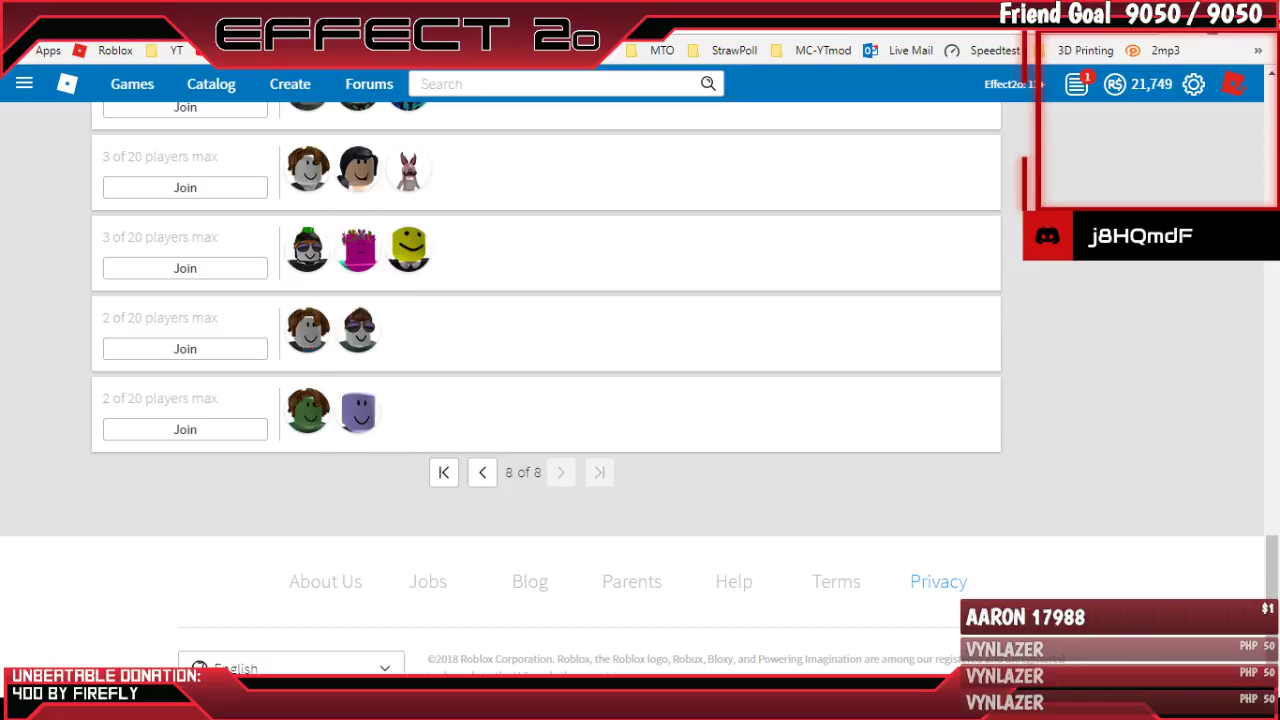 EFFECT 2o
Friend Goal 9050 / 9050
Apps Roblox YT MTO StrawPoll MC-YTmod Live Mail Speedtest 3D Printing 2mp3 »
Games Catalog Create Forums Search 1 R$ 21,749
j8HQmdF
Join
3 of 20 players max
Join
3 of 20 players max
Join
2 of 20 players max
Join
2 of 20 players max
Join
8 of 8
About Us Jobs Blog Parents Help Terms Privacy
English
©2018 Roblox Corporation. Roblox, the Roblox logo, Robux, Bloxy, and Powering Imagination are among our
AARON 17988 $1
VYNLAZER PHP 50
VYNLAZER PHP 50
VYNLAZER PHP 50
UNBEATABLE DONATION:
400 BY FIREFLY